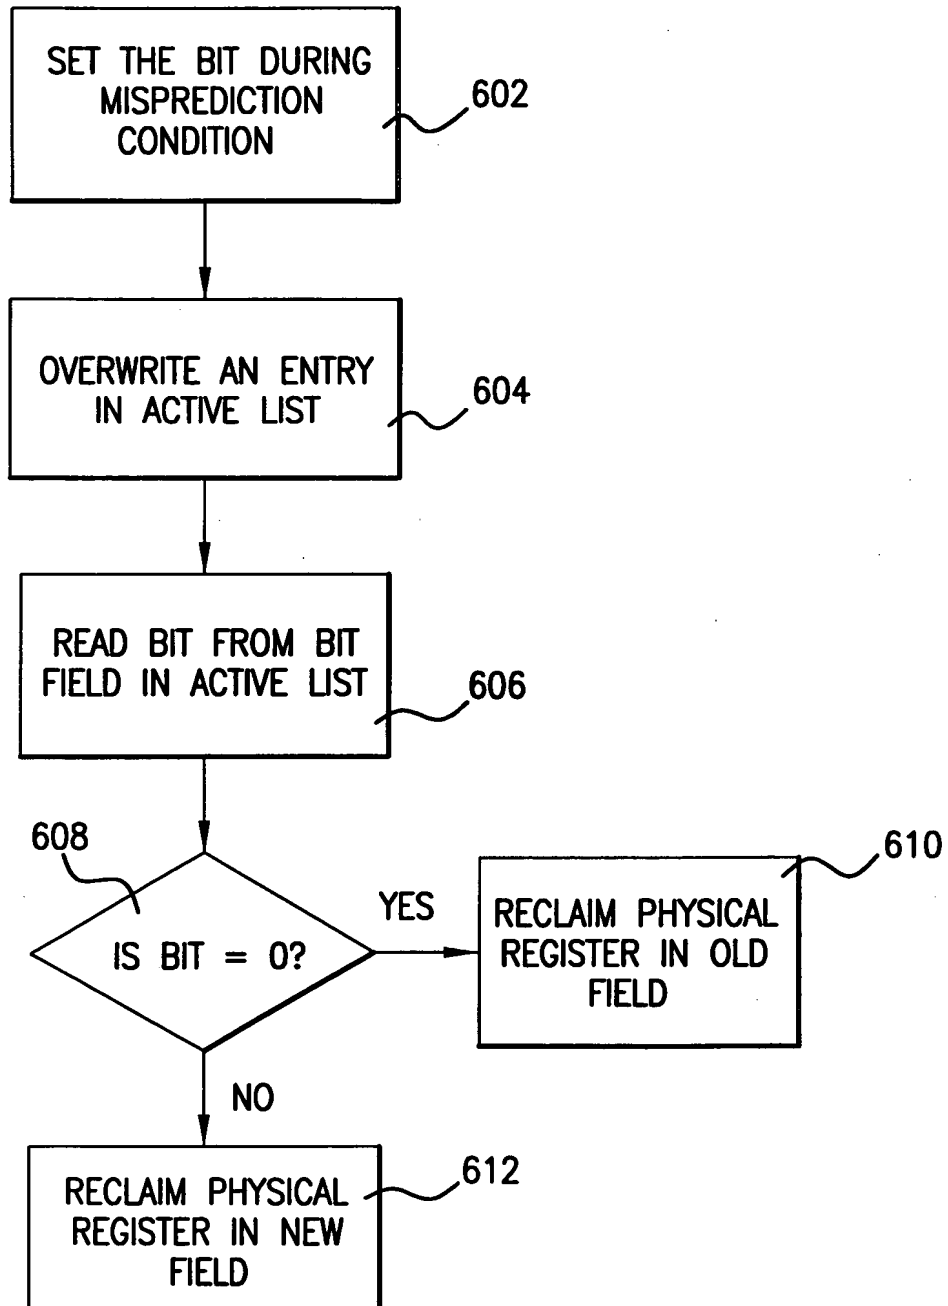 SET THE BIT DURING
MISPREDICTION
CONDITION
602
OVERWRITE AN ENTRY
IN ACTIVE LIST
604
READ BIT FROM BIT
FIELD IN ACTIVE LIST
606
608
IS BIT = 0?
YES
610
RECLAIM PHYSICAL
REGISTER IN OLD
FIELD
NO
612
RECLAIM PHYSICAL
REGISTER IN NEW
FIELD